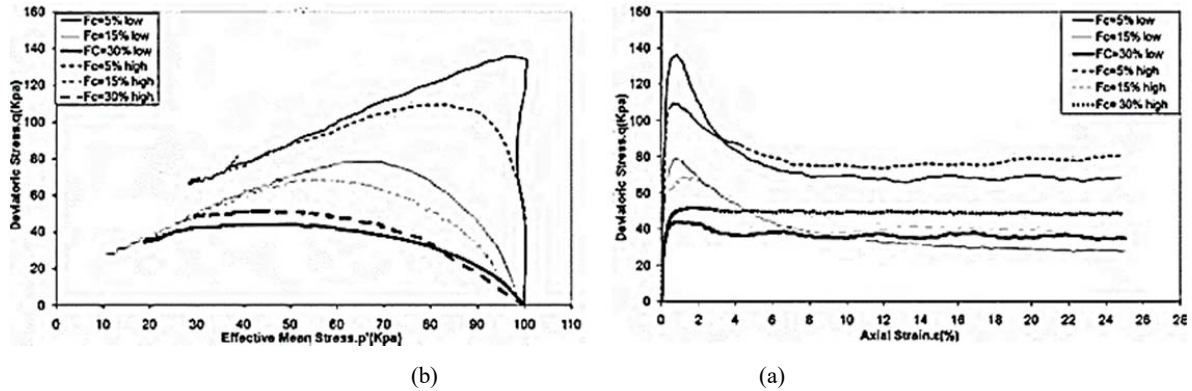 160
140
120
100
80
60
40
20
0
Deviatoric Stress.q(Kpa)
Fc=5% low
Fc=15% low
FC=30% low
Fc=5% high
Fc=15% high
Fc=30% high
0 10 20 30 40 50 60 70 80 90 100 110
Effective Mean Stress.p'(Kpa)
(b)
160
140
120
100
80
60
40
20
0
Deviatoric Stress.q(Kpa)
Fc=5% low
Fc=15% low
FC=30% low
Fc=5% high
Fc=15% high
Fc= 30% high
0 2 4 6 8 10 12 14 16 18 20 22 24 26 28
Axial Strain.ε(%)
(a)